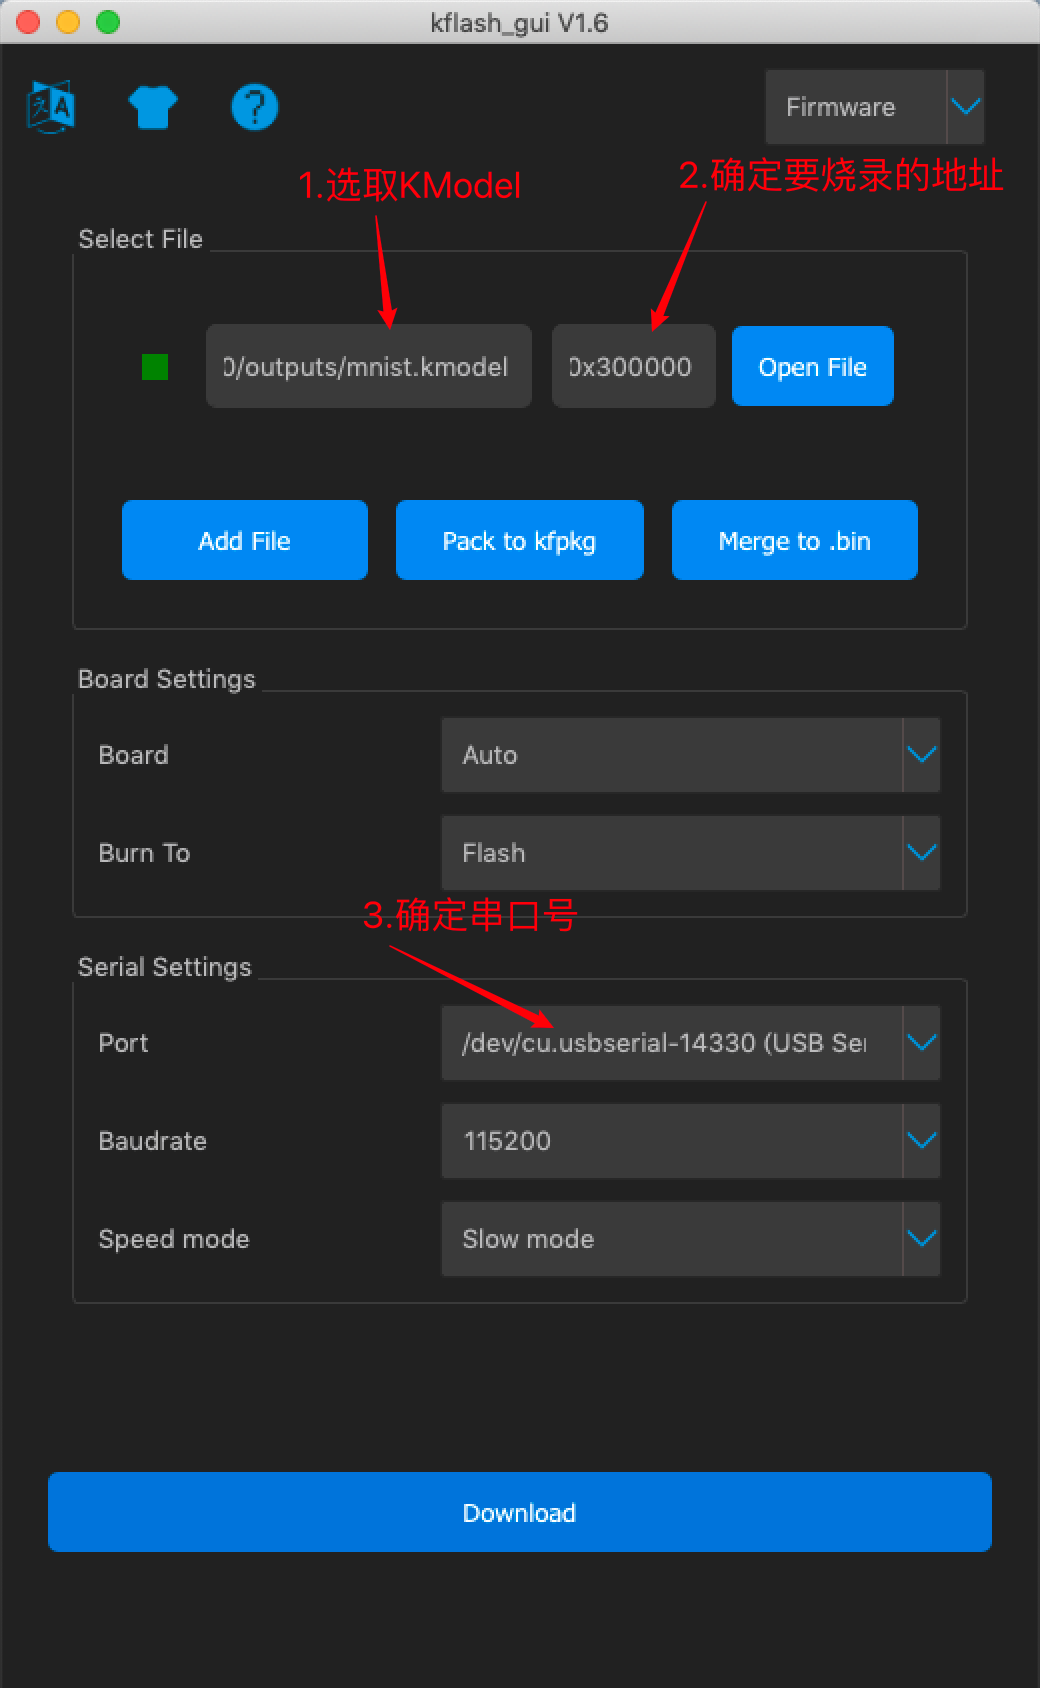 kflash_gui V1.6
Firmware
1.选取KModel
2.确定要烧录的地址
Select File
0/outputs/mnist.kmodel
0x300000
Open File
Add File
Pack to kfpkg
Merge to .bin
Board Settings
Board
Auto
Burn To
Flash
3.确定串口号
Serial Settings
Port
/dev/cu.usbserial-14330 (USB Ser
Baudrate
115200
Speed mode
Slow mode
Download